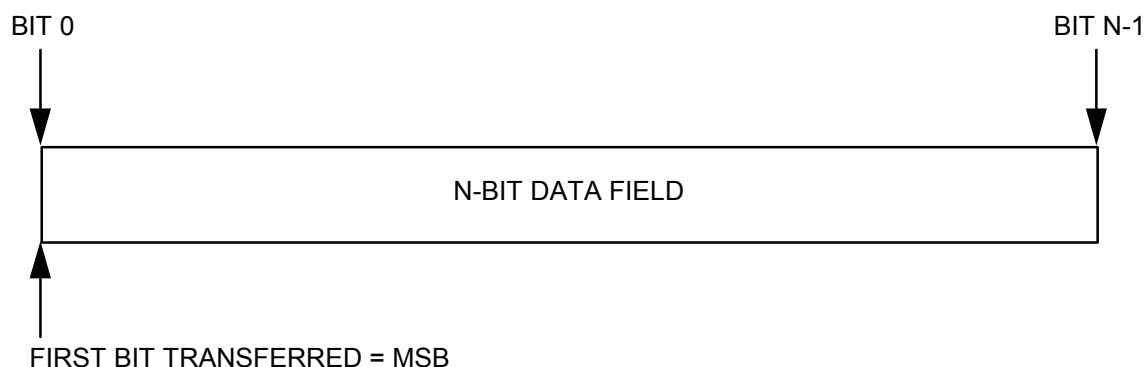 BIT 0
BIT N-1
N-BIT DATA FIELD
FIRST BIT TRANSFERRED = MSB